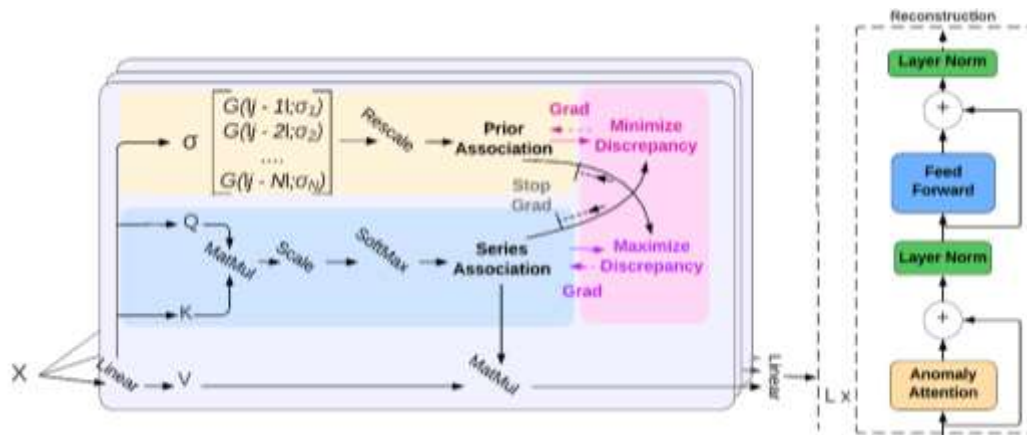 Reconstruction
Layer Norm
+
Feed
Forward
Layer Norm
+
Anomaly
Attention
L x
G(|j - 1|;σ1)
G(|j - 2|;σ2)
....
G(|j - N|;σN)
σ
Rescale
Prior
Association
Grad
Minimize
Discrepancy
Stop
Grad
Q
MatMul
Scale
SoftMax
Series
Association
Maximize
Discrepancy
Grad
K
X
Linear
V
MatMul
Linear